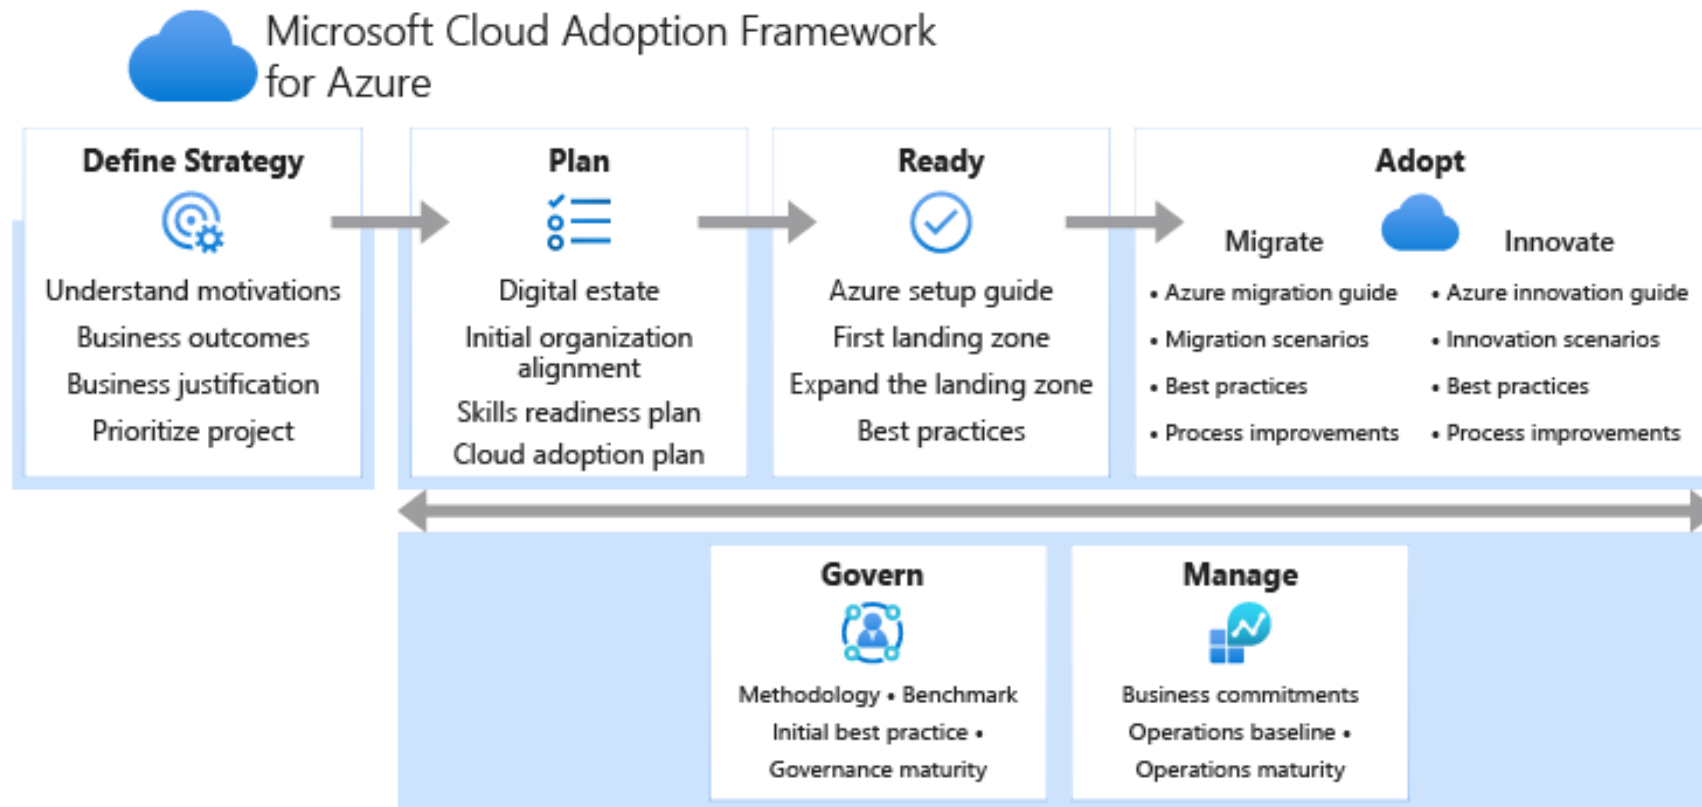 Microsoft Cloud Adoption Framework
for Azure
Define Strategy
Understand motivations
Business outcomes
Business justification
Prioritize project
Plan
Digital estate
Initial organization
alignment
Skills readiness plan
Cloud adoption plan
Ready
Azure setup guide
First landing zone
Expand the landing zone
Best practices
Adopt
Migrate
• Azure migration guide
• Migration scenarios
• Best practices
• Process improvements
Innovate
• Azure innovation guide
• Innovation scenarios
• Best practices
• Process improvements
Govern
Methodology • Benchmark
Initial best practice •
Governance maturity
Manage
Business commitments
Operations baseline •
Operations maturity